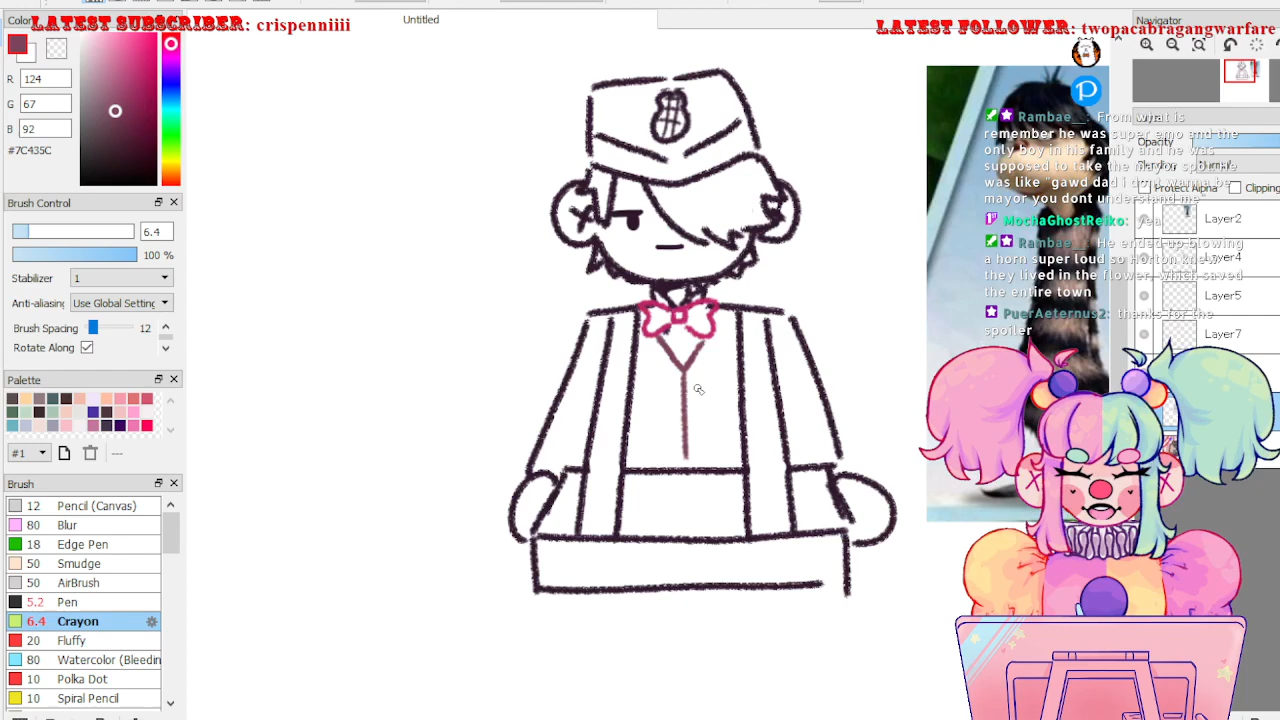 Untitled
LATEST SUBSCRIBER: crispenniiii
LATEST FOLLOWER: twopacabragangwarfare
Color
Navigator
R 124
G 67
B 92
#7C435C
Brush Control
6.4
100 %
Stabilizer 1
Anti-aliasing Use Global Setting
Brush Spacing 12
Rotate Along
Palette
#1
Brush
12 Pencil (Canvas)
80 Blur
18 Edge Pen
50 Smudge
50 AirBrush
5.2 Pen
6.4 Crayon
20 Fluffy
80 Watercolor (Bleedin
10 Polka Dot
10 Spiral Pencil
Rambae__: From what is
remember he was super emo and the
only boy in his family and he was
supposed to take the mayor spot he
was like "gawd dad i dont wanna be
mayor you dont understand me"
MochaGhostReiko: yea
Rambae__: He ended up blowing
a horn super loud so Horton knew
they lived in the flower, which saved
the entire town
PuerAeternus2: thanks for the
spoiler
Opacity
Protect Alpha Clipping
Layer2
Layer4
Layer5
Layer7